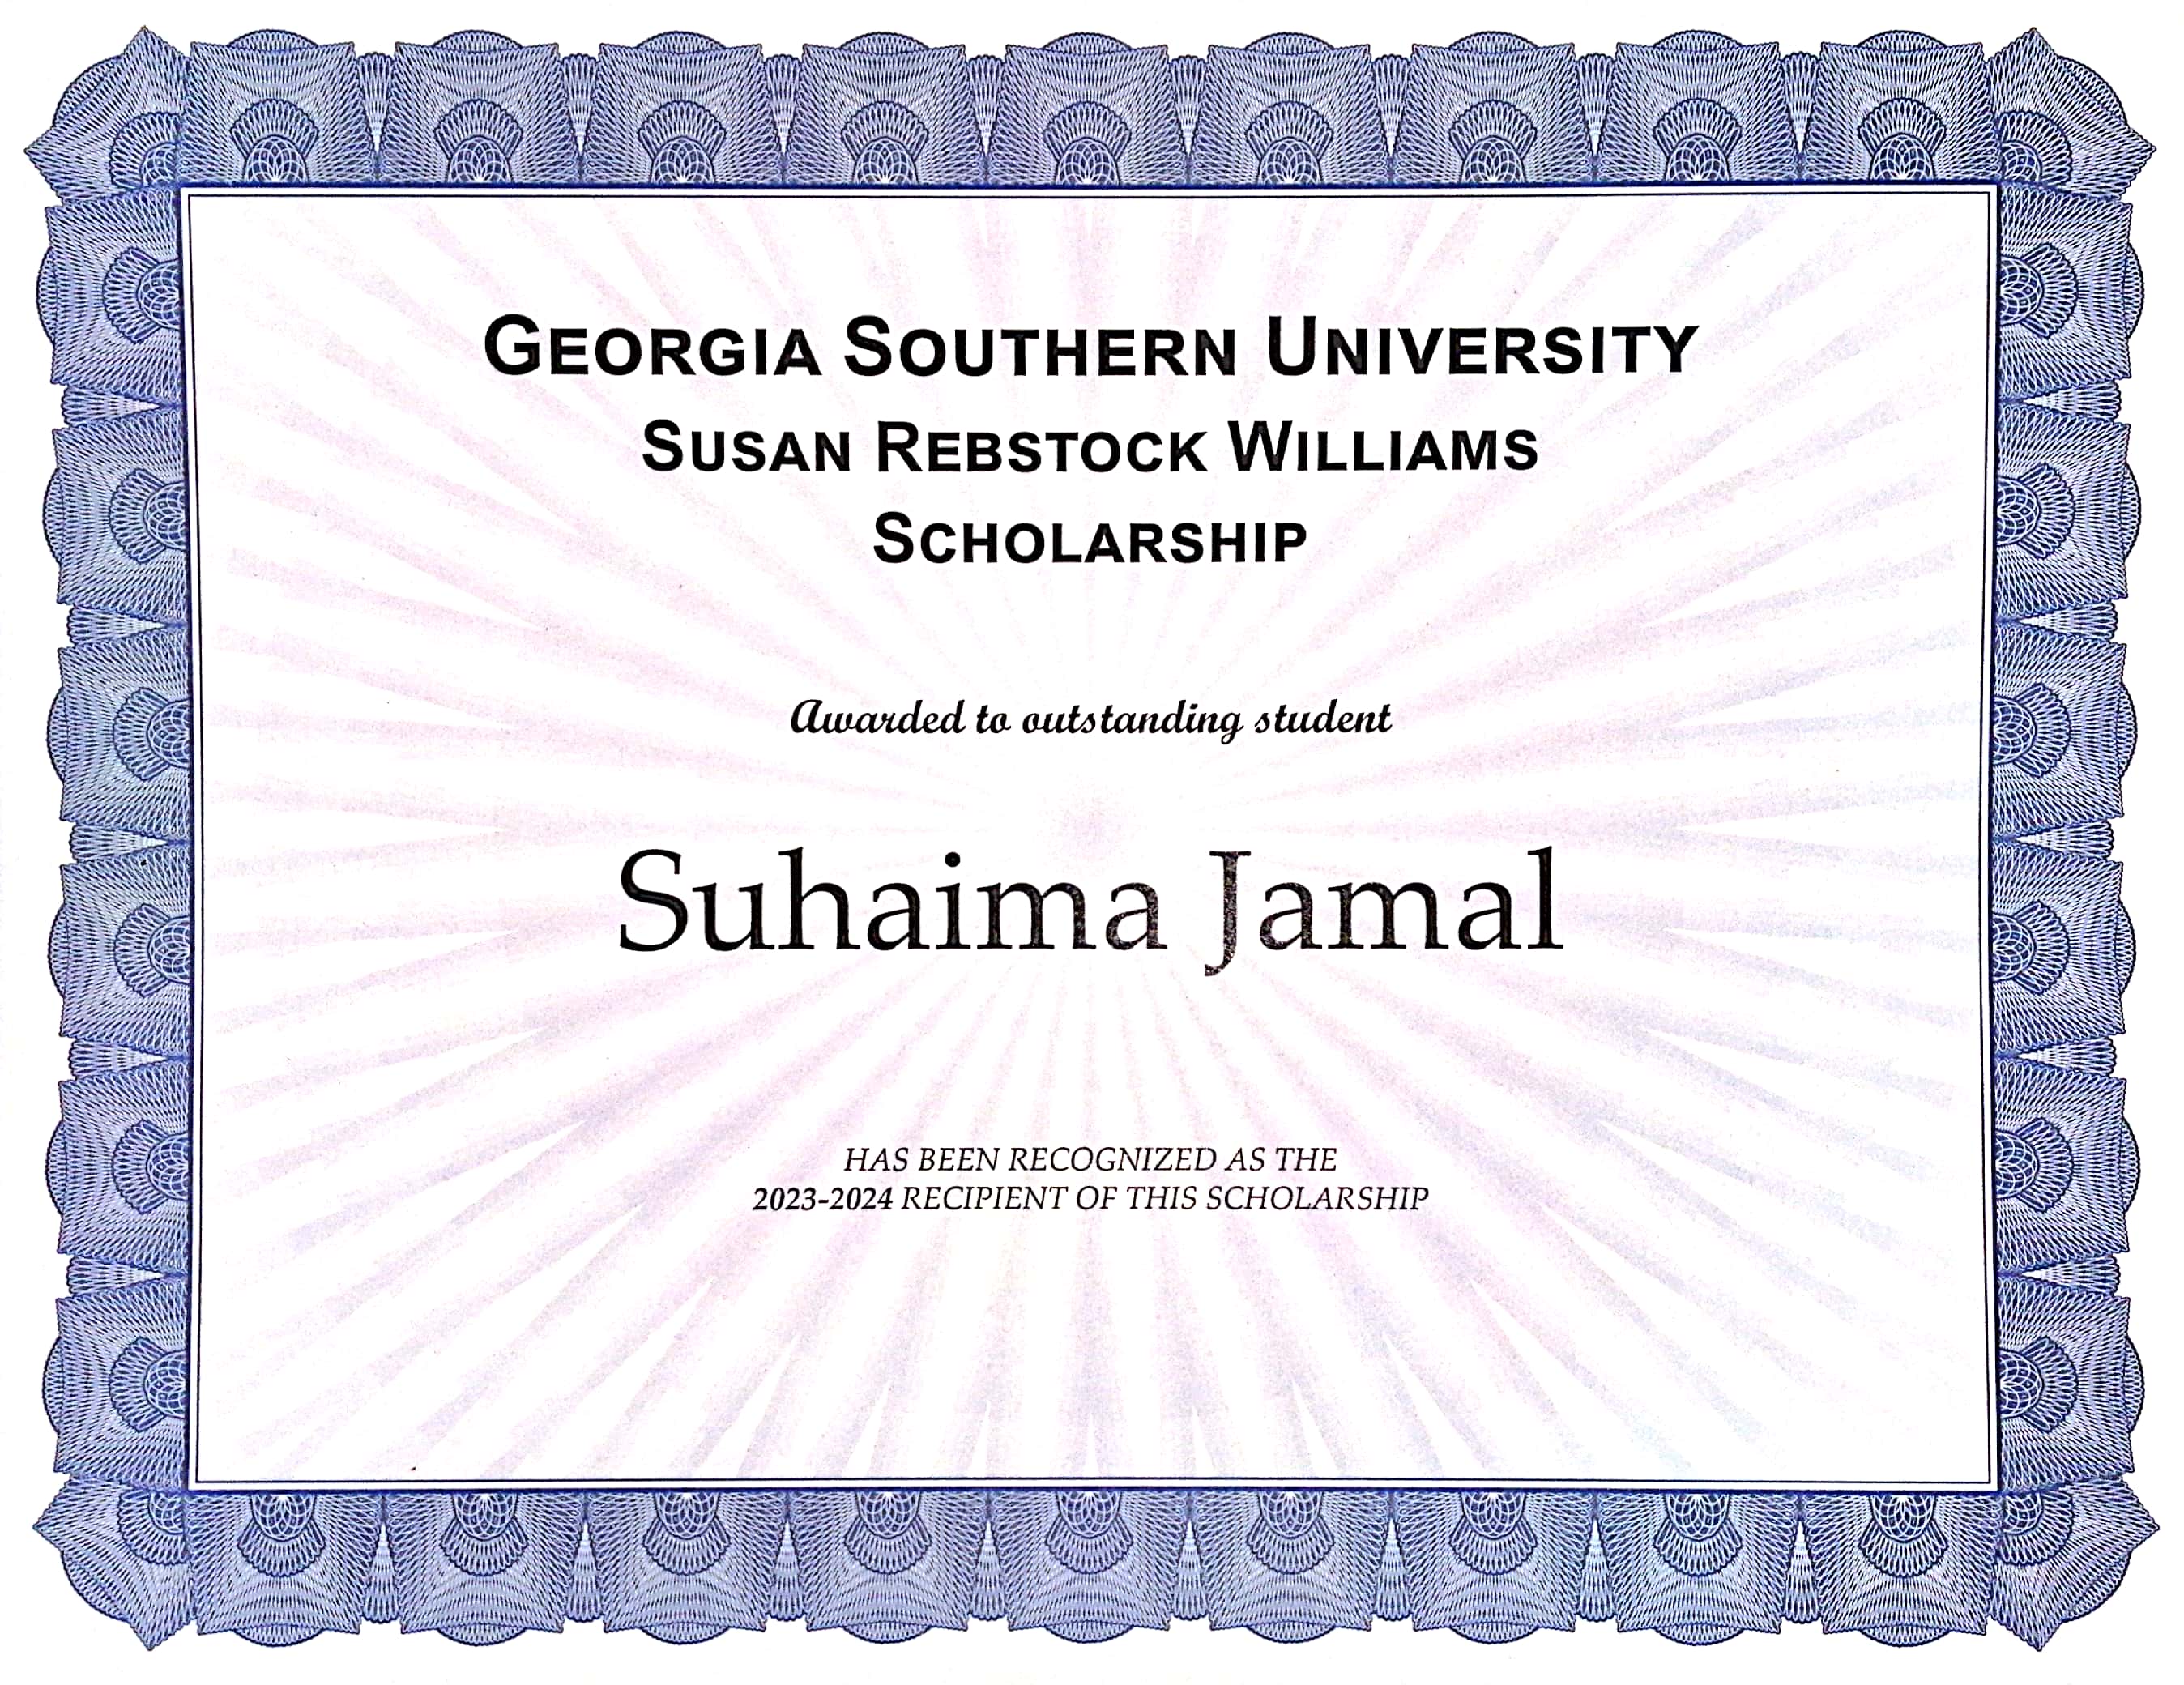 GEORGIA SOUTHERN UNIVERSITY
SUSAN REBSTOCK WILLIAMS
SCHOLARSHIP
Awarded to outstanding student
Suhaima Jamal
HAS BEEN RECOGNIZED AS THE
2023-2024 RECIPIENT OF THIS SCHOLARSHIP